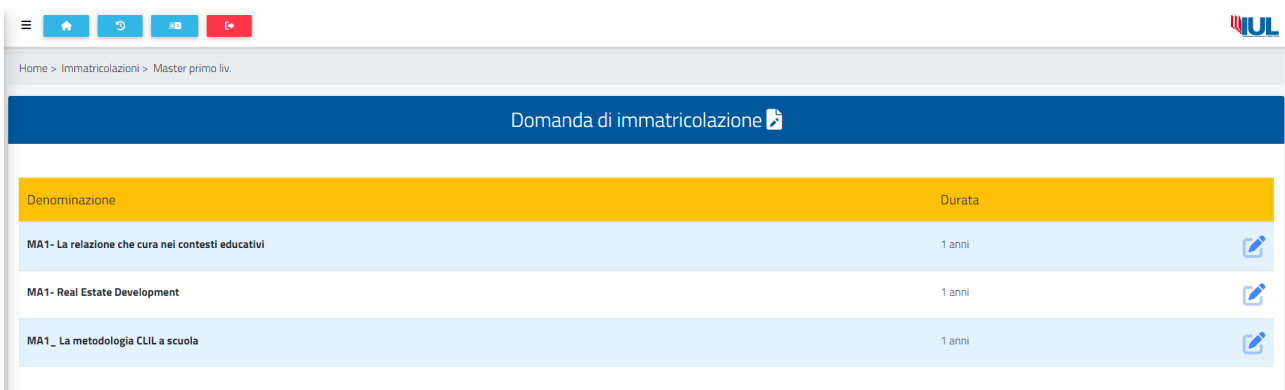 IUL
Home > Immatricolazioni > Master primo liv.
Domanda di immatricolazione
Denominazione Durata
MA1- La relazione che cura nei contesti educativi 1 anni
MA1- Real Estate Development 1 anni
MA1_ La metodologia CLIL a scuola 1 anni